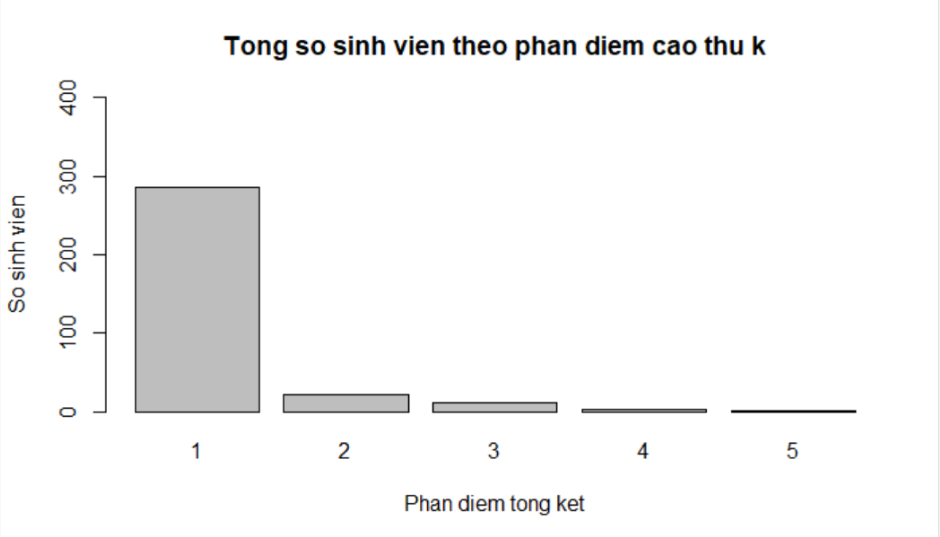 Tong so sinh vien theo phan diem cao thu k
400
300
200
100
0
So sinh vien
1 2 3 4 5
Phan diem tong ket